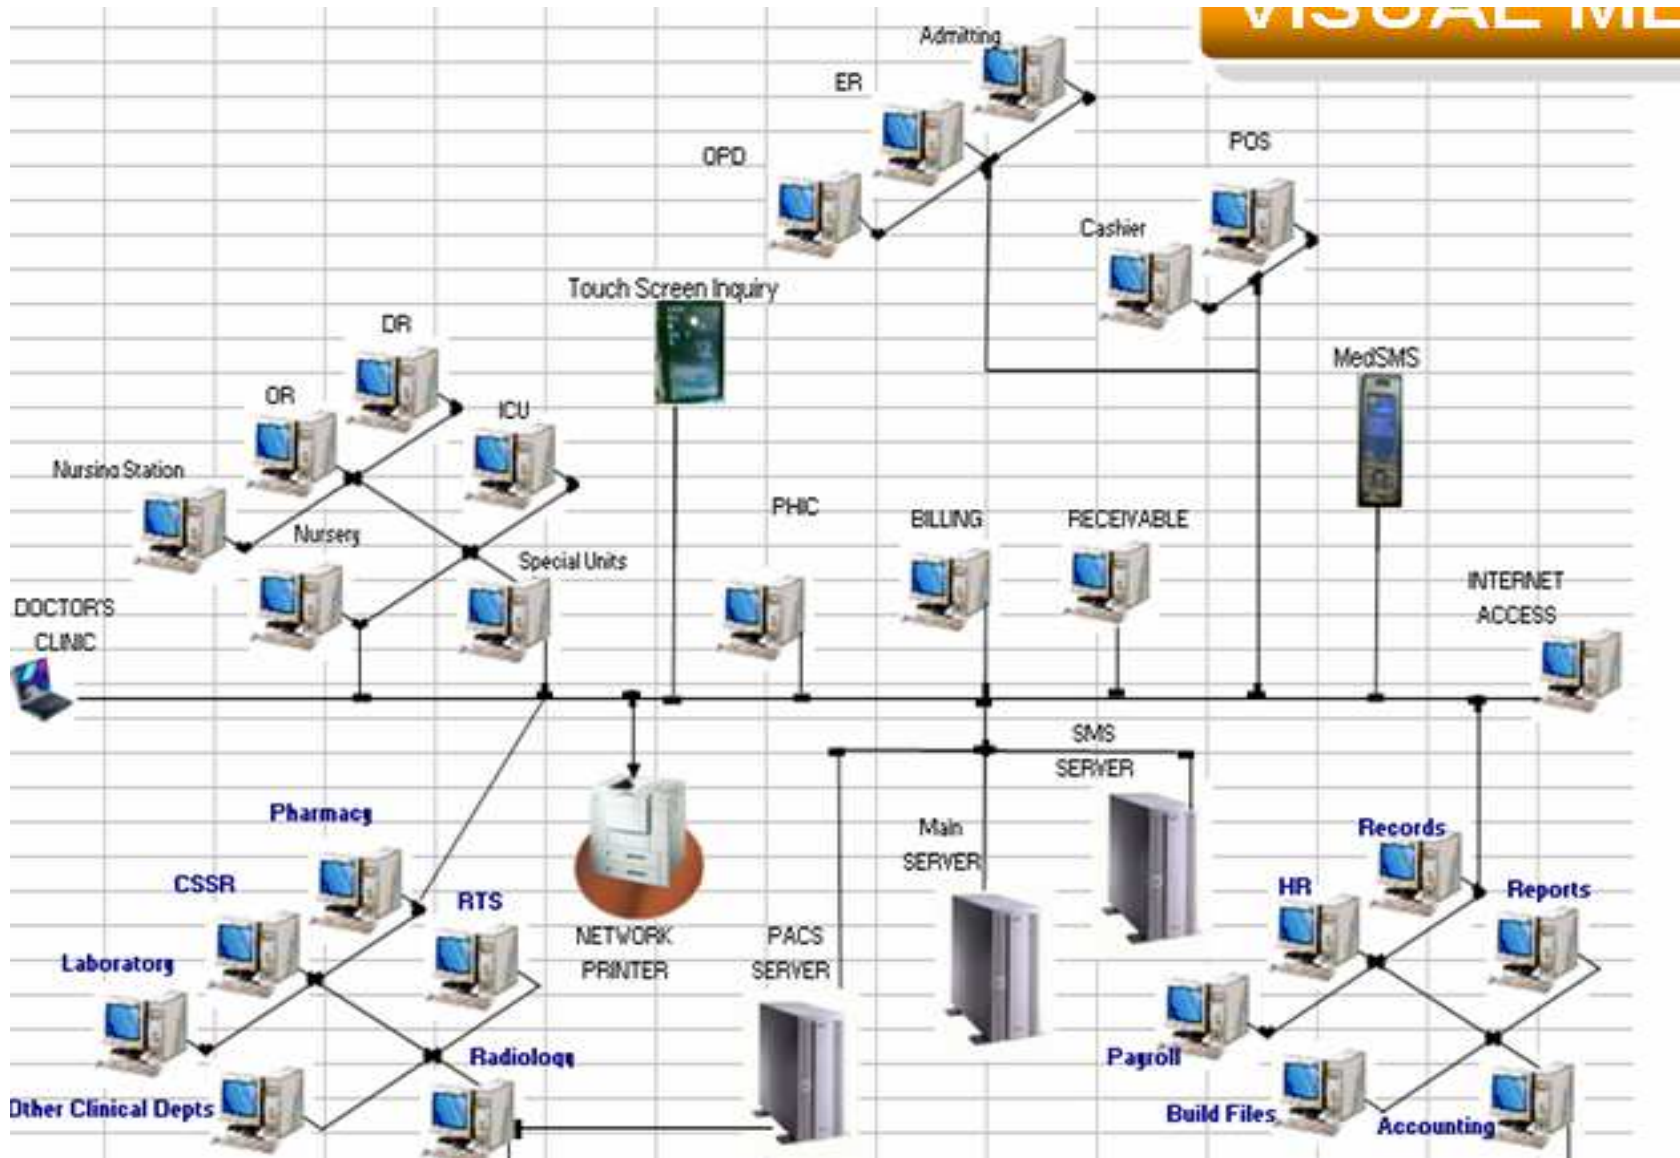 VISUAL ME
Admitting
ER
OPD
POS
Cashier
Touch Screen Inquiry
DR
MedSMS
OR
ICU
Nursing Station
PHIC
BILLING
RECEIVABLE
Nursery
Special Units
INTERNET
ACCESS
DOCTOR'S
CLINIC
SMS
SERVER
Pharmacy
Main
SERVER
Records
CSSR
RTS
HR
Reports
NETWORK
PRINTER
PACS
SERVER
Laboratory
Radiology
Payroll
Other Clinical Depts
Build Files
Accounting